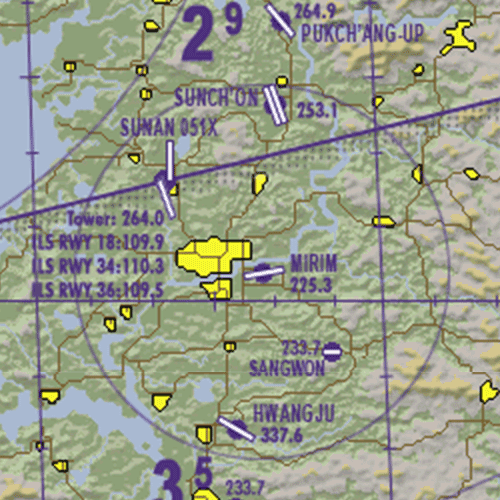 2⁹
264.9
PUKCH'ANG-UP
SUNCH'ON
253.1
SUNAN 051X
Tower: 264.0
ILS RWY 18:109.9
ILS RWY 34:110.3
ILS RWY 36:109.5
MIRIM
225.3
233.7
SANGWON
HWANGJU
337.6
3⁵
233.7